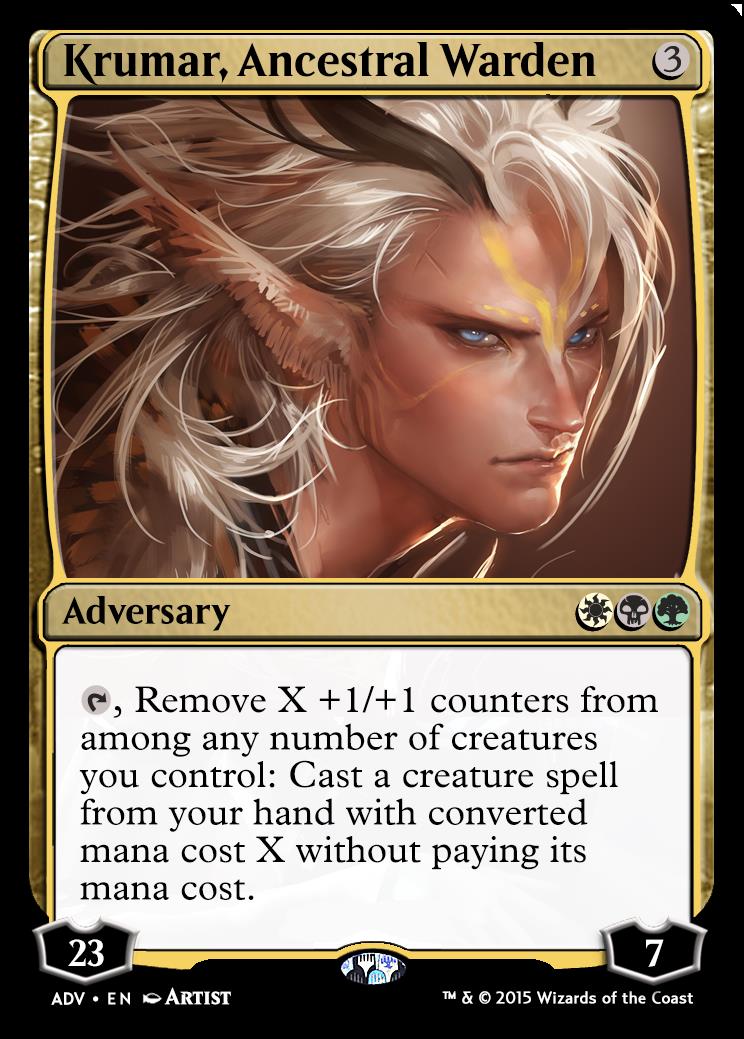 Krumar, Ancestral Warden 3
Adversary
, Remove X +1/+1 counters from
among any number of creatures
you control: Cast a creature spell
from your hand with converted
mana cost X without paying its
mana cost.
23 7
ADV • EN ARTIST ™ & © 2015 Wizards of the Coast